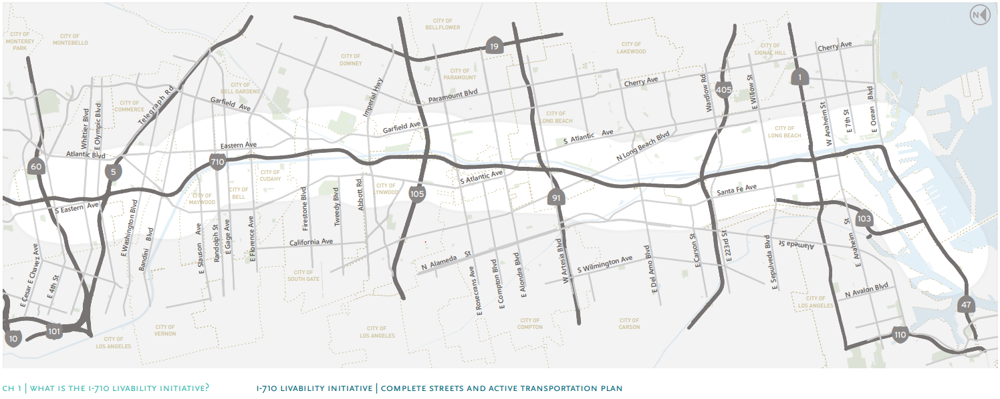 N
CITY OF
MONTEREY
PARK
CITY OF
MONTEBELLO
CITY OF
BELLFLOWER
19
CITY OF
LAKEWOOD
CITY OF
SIGNAL HILL
Cherry Ave
CITY OF
DOWNEY
CITY OF
PARAMOUNT
Cherry Ave
1
CITY OF
COMMERCE
Telegraph Rd
CITY OF
BELL GARDENS
Garfield Ave
Imperial Hwy
Paramount Blvd
Wardlow Rd
405
E Willow St
Whittier Blvd
E Olympic Blvd
Garfield Ave
CITY OF
LONG BEACH
S Atlantic Ave
N Long Beach Blvd
CITY OF
LONG BEACH
W Anaheim St
E 7th St
E Ocean Blvd
Atlantic Blvd
Eastern Ave
60
5
710
CITY OF
CUDAHY
S Atlantic Ave
CITY OF
LYNWOOD
105
91
Santa Fe Ave
CITY OF
MAYWOOD
CITY OF
BELL
S Eastern Ave
E Washington Blvd
Bandini Blvd
E Slauson Ave
Randolph St
E Gage Ave
E Florence Ave
Firestone Blvd
Tweedy Blvd
Abbott Rd
103
California Ave
N Alameda St
W Artesia Blvd
S Wilmington Ave
E Del Amo Blvd
E Carson St
E 223rd St
E Sepulveda Blvd
Alameda St
E Anaheim St
E Cesar E Chavez Ave
E 4th St
CITY OF
SOUTH GATE
E Rosecrans Ave
E Compton Blvd
E Alondra Blvd
N Avalon Blvd
CITY OF
LOS ANGELES
47
10
101
CITY OF
LOS ANGELES
CITY OF
VERNON
CITY OF
LOS ANGELES
CITY OF
COMPTON
CITY OF
CARSON
110
CH 1 | WHAT IS THE I-710 LIVABILITY INITIATIVE?
I-710 LIVABILITY INITIATIVE | COMPLETE STREETS AND ACTIVE TRANSPORTATION PLAN